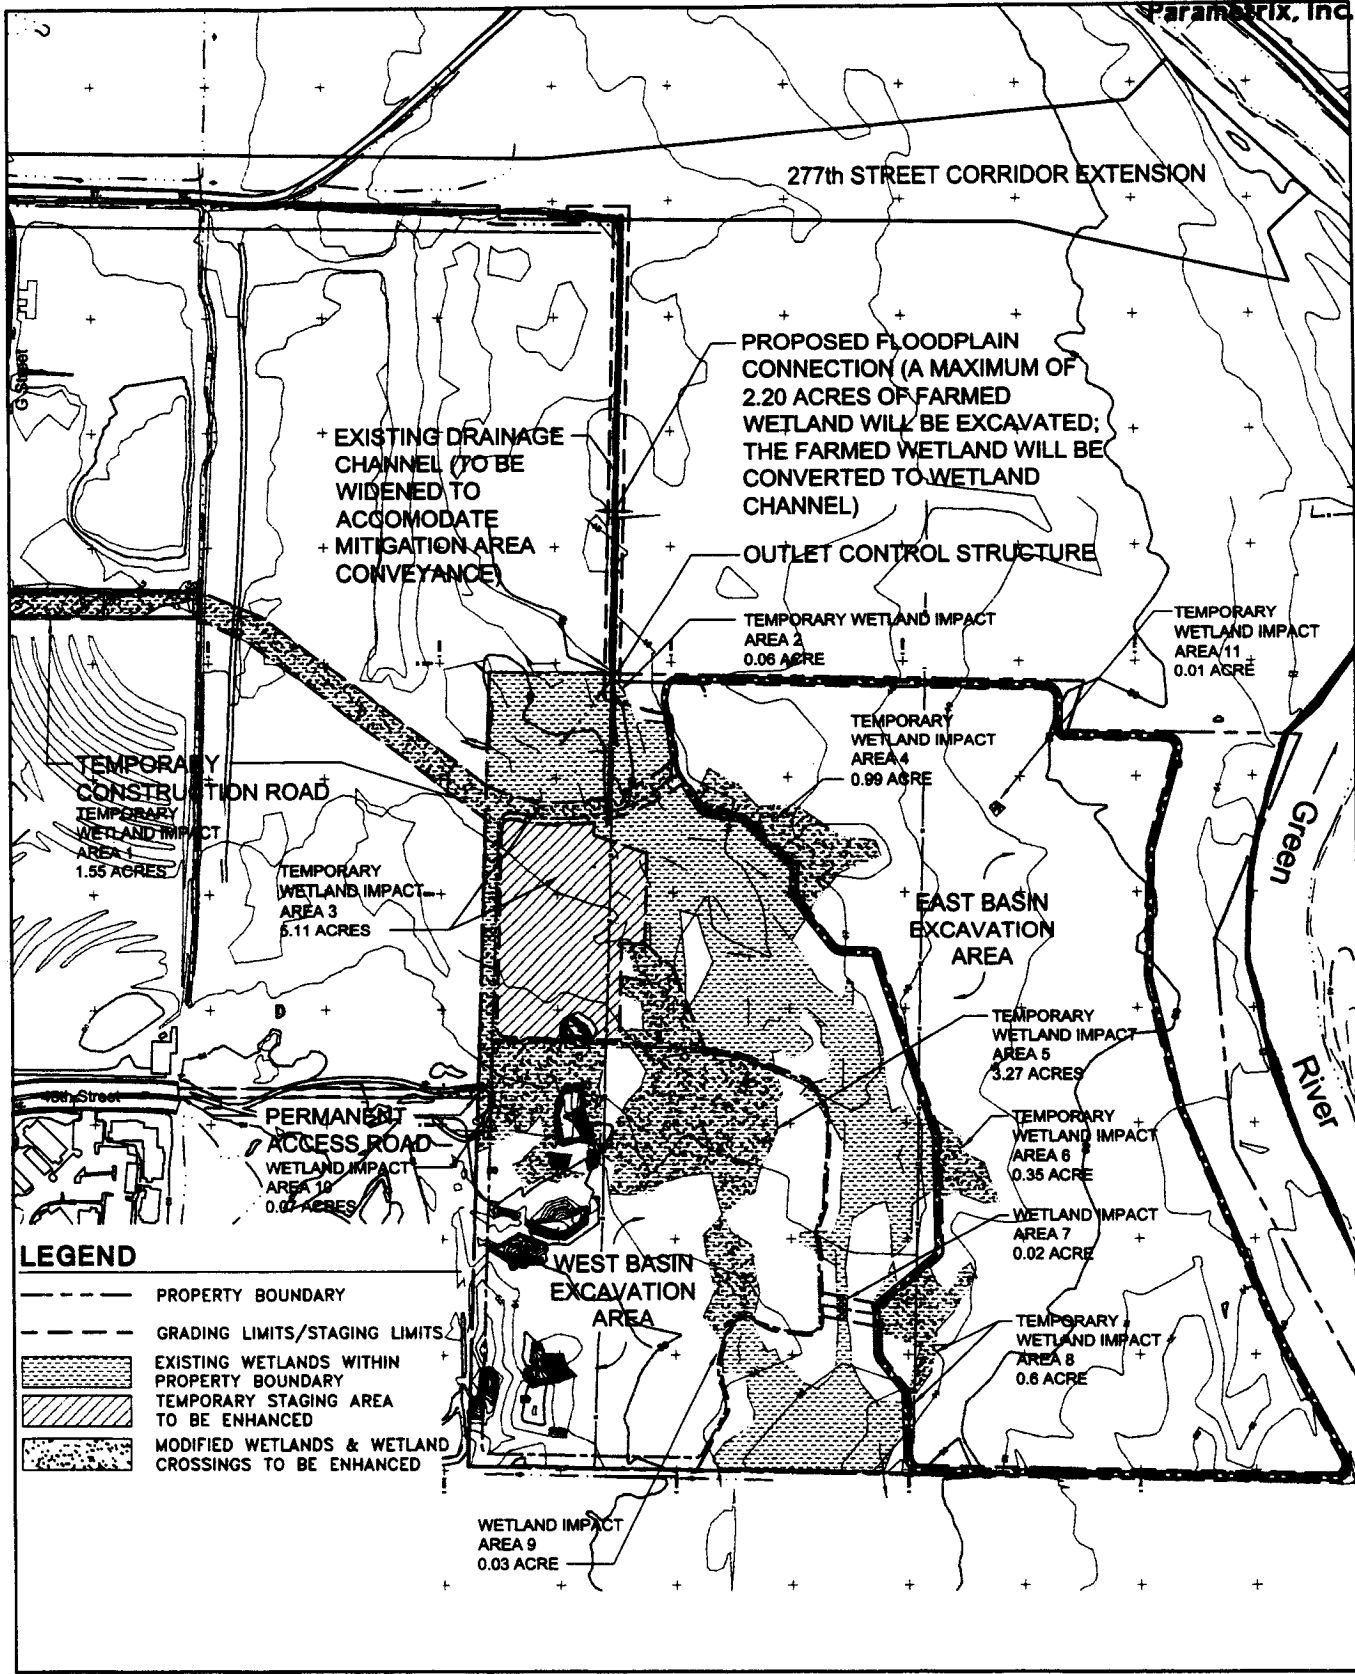 Parametrix, Inc.
277th STREET CORRIDOR EXTENSION
G Street
PROPOSED FLOODPLAIN
CONNECTION (A MAXIMUM OF
2.20 ACRES OF FARMED
WETLAND WILL BE EXCAVATED;
THE FARMED WETLAND WILL BE
CONVERTED TO WETLAND
CHANNEL)
EXISTING DRAINAGE
CHANNEL (TO BE
WIDENED TO
ACCOMODATE
MITIGATION AREA
CONVEYANCE)
OUTLET CONTROL STRUCTURE
TEMPORARY WETLAND IMPACT
AREA 2
0.06 ACRE
TEMPORARY
WETLAND IMPACT
AREA 11
0.01 ACRE
TEMPORARY
WETLAND IMPACT
AREA 4
0.99 ACRE
TEMPORARY
CONSTRUCTION ROAD
TEMPORARY
WETLAND IMPACT
AREA 1
1.55 ACRES
TEMPORARY
WETLAND IMPACT
AREA 3
5.11 ACRES
Green
River
EAST BASIN
EXCAVATION
AREA
TEMPORARY
WETLAND IMPACT
AREA 5
3.27 ACRES
TEMPORARY
WETLAND IMPACT
AREA 6
0.35 ACRE
WETLAND IMPACT
AREA 7
0.02 ACRE
TEMPORARY
WETLAND IMPACT
AREA 8
0.6 ACRE
Street
PERMANENT
ACCESS ROAD
WETLAND IMPACT
AREA 10
0.07 ACRES
WEST BASIN
EXCAVATION
AREA
LEGEND
PROPERTY BOUNDARY
GRADING LIMITS/STAGING LIMITS
EXISTING WETLANDS WITHIN
PROPERTY BOUNDARY
TEMPORARY STAGING AREA
TO BE ENHANCED
MODIFIED WETLANDS & WETLAND
CROSSINGS TO BE ENHANCED
WETLAND IMPACT
AREA 9
0.03 ACRE